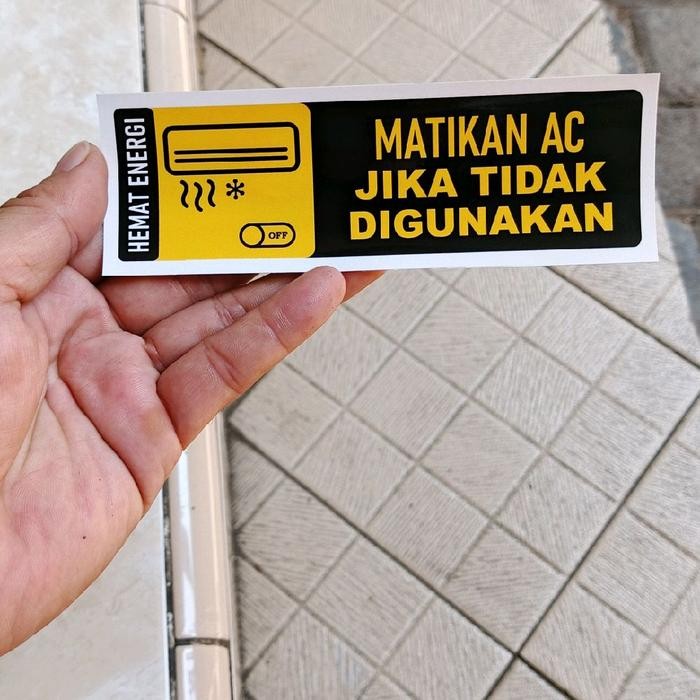 HEMAT ENERGI
OFF
MATIKAN AC
JIKA TIDAK
DIGUNAKAN